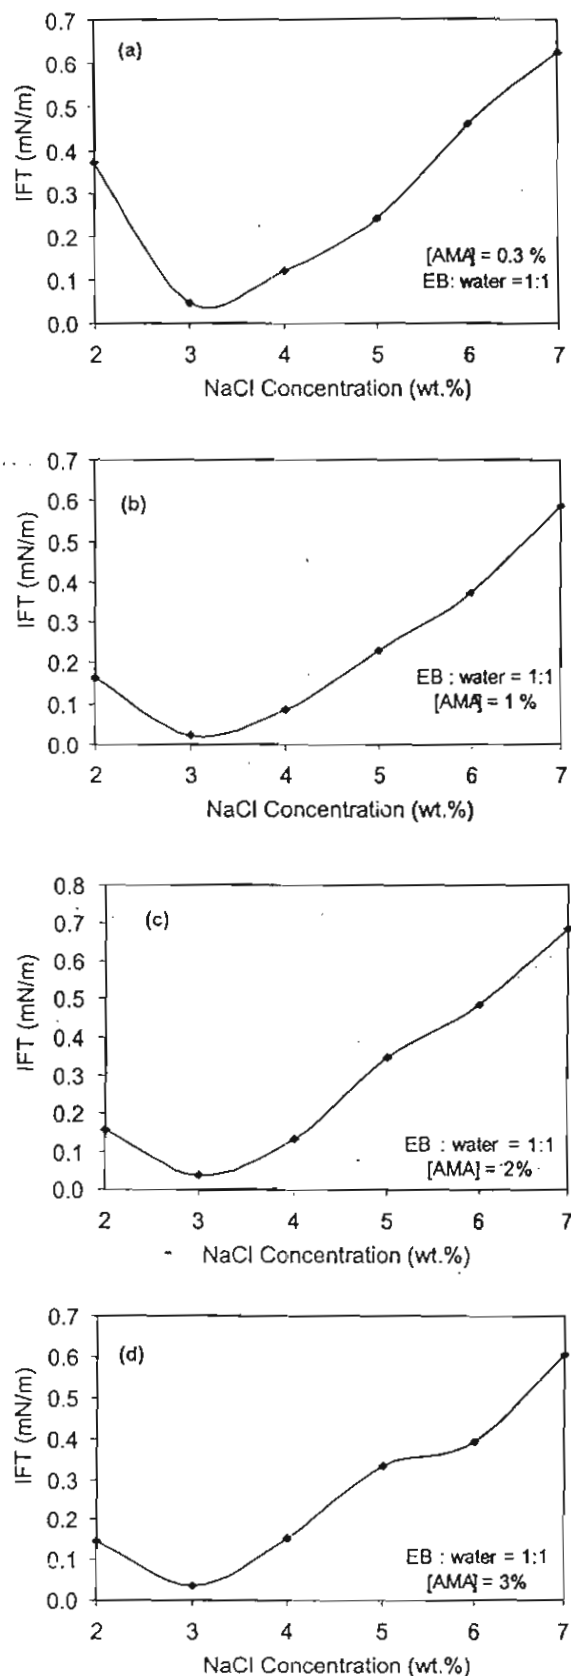 0.7
(a)
0.6
0.5
0.4
0.3
0.2
0.1
0.0
IFT (mN/m)
[AMA] = 0.3 %
EB: water =1:1
2 3 4 5 6 7
NaCl Concentration (wt.%)
0.7
(b)
0.6
0.5
0.4
0.3
0.2
0.1
0.0
IFT (mN/m)
EB : water = 1:1
[AMA] = 1 %
2 3 4 5 6 7
NaCl Concentration (wt.%)
0.8
(c)
0.7
0.6
0.5
0.4
0.3
0.2
0.1
0.0
IFT (mN/m)
EB : water = 1:1
[AMA] = 2%
2 3 4 5 6 7
NaCl Concentration (wt.%)
0.7
(d)
0.6
0.5
0.4
0.3
0.2
0.1
0.0
IFT (mN/m)
EB : water = 1:1
[AMA] = 3%
2 3 4 5 6 7
NaCl Concentration (wt.%)